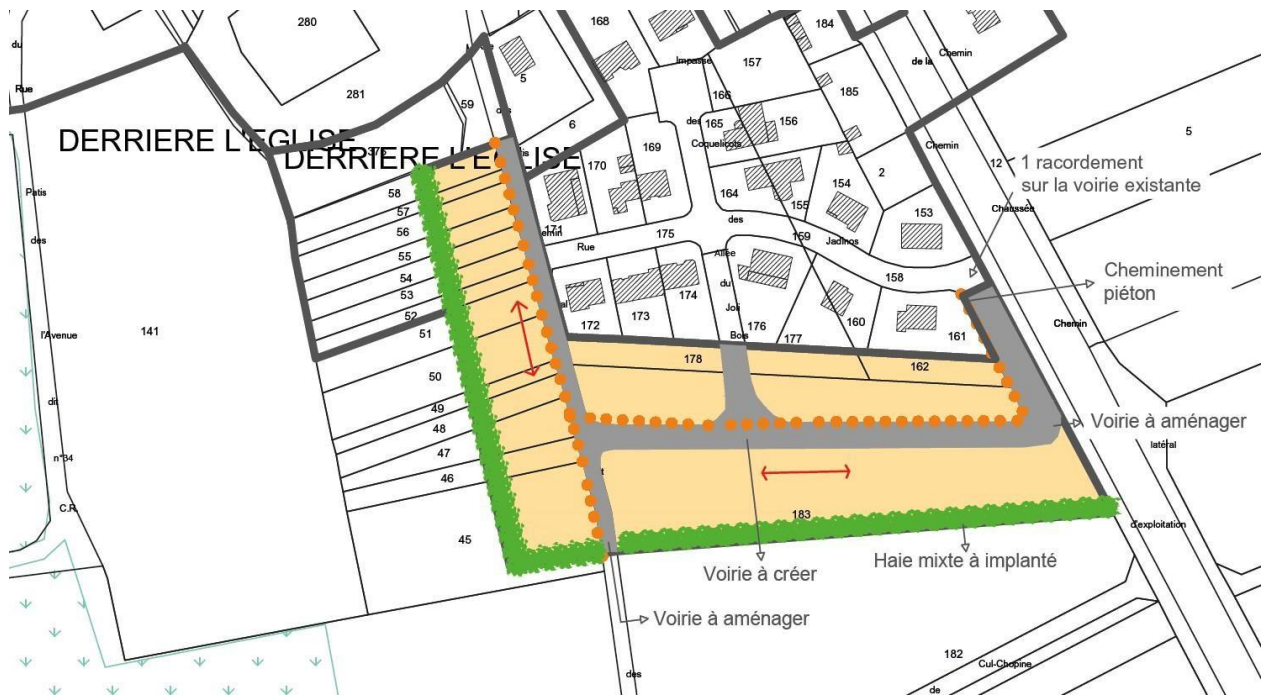 280
168
184
du
157
Chemin
Impasse
de la
5
Rue
281
166
185
59
des
6
des
165
156
5
DERRIERE L'EGLISE
DERRIERE L'EGLISE
169
Coquelicots
Chemin
12
1 racordement
sur la voirie existante
170
154
2
58
Patis
164
155
153
Chaussée
57
des
des
171
56
Rue
175
159
Jadinos
55
Allée
158
54
du
Cheminement
piéton
53
174
Joli
52
172
173
Bois
176
177
160
161
Chemin
141
l'Avenue
51
178
162
50
dit
49
Voirie à aménager
48
latéral
47
n°34
46
C.R.
183
45
d'exploitation
Voirie à créer
Haie mixte à implanté
Voirie à aménager
182
Cul-Chopine
des
de